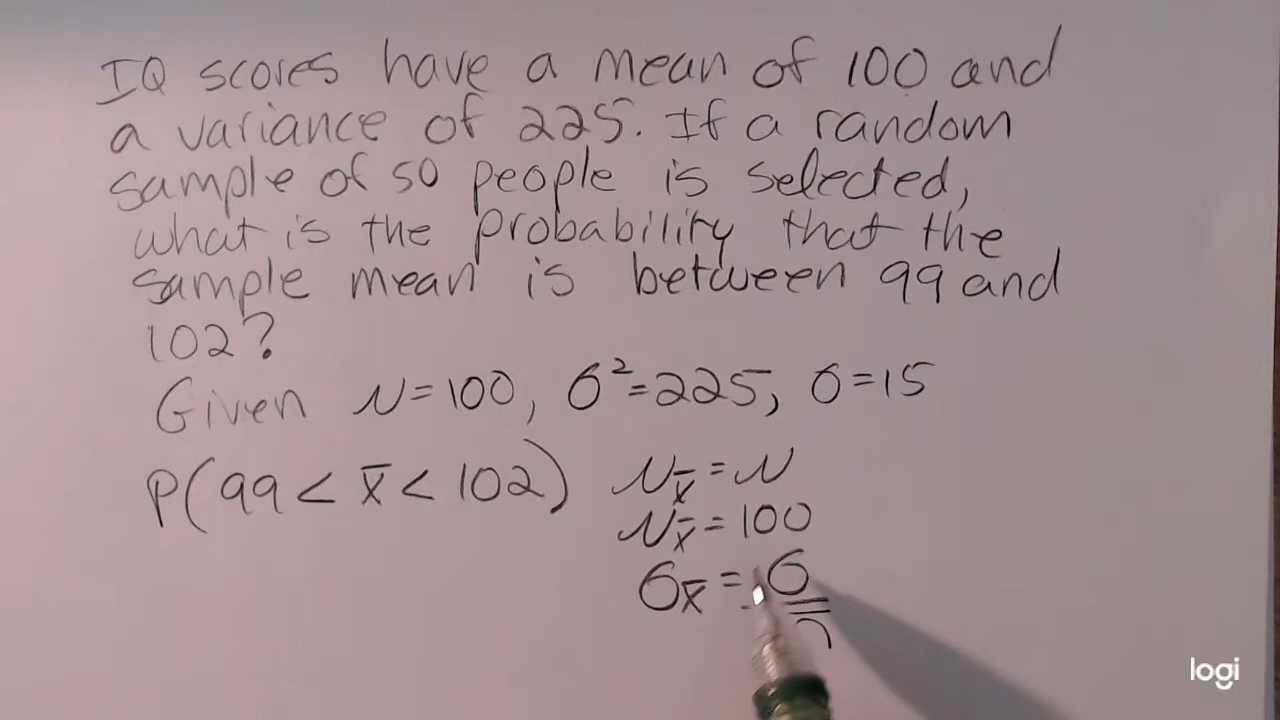 IQ scores have a mean of 100 and
a variance of 225. If a random
sample of 50 people is selected,
what is the probability that the
sample mean is between 99 and
102?
Given μ=100, σ²=225, σ=15
P(99< x̄ < 102) μx̄ = μ
μx̄ = 100
σx̄ = σ
n
logi